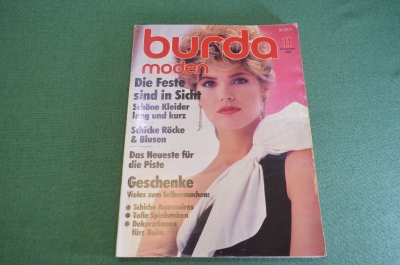 burda
moden
11
Die Feste
sind in Sicht
Schöne Kleider
lang und kurz
Schicke Röcke
& Blusen
Das Neueste für
die Piste
Geschenke
Vieles zum Selbermachen:
Schicke Accessoires
Tolle Spielsachen
Dekorationen
fürs Heim